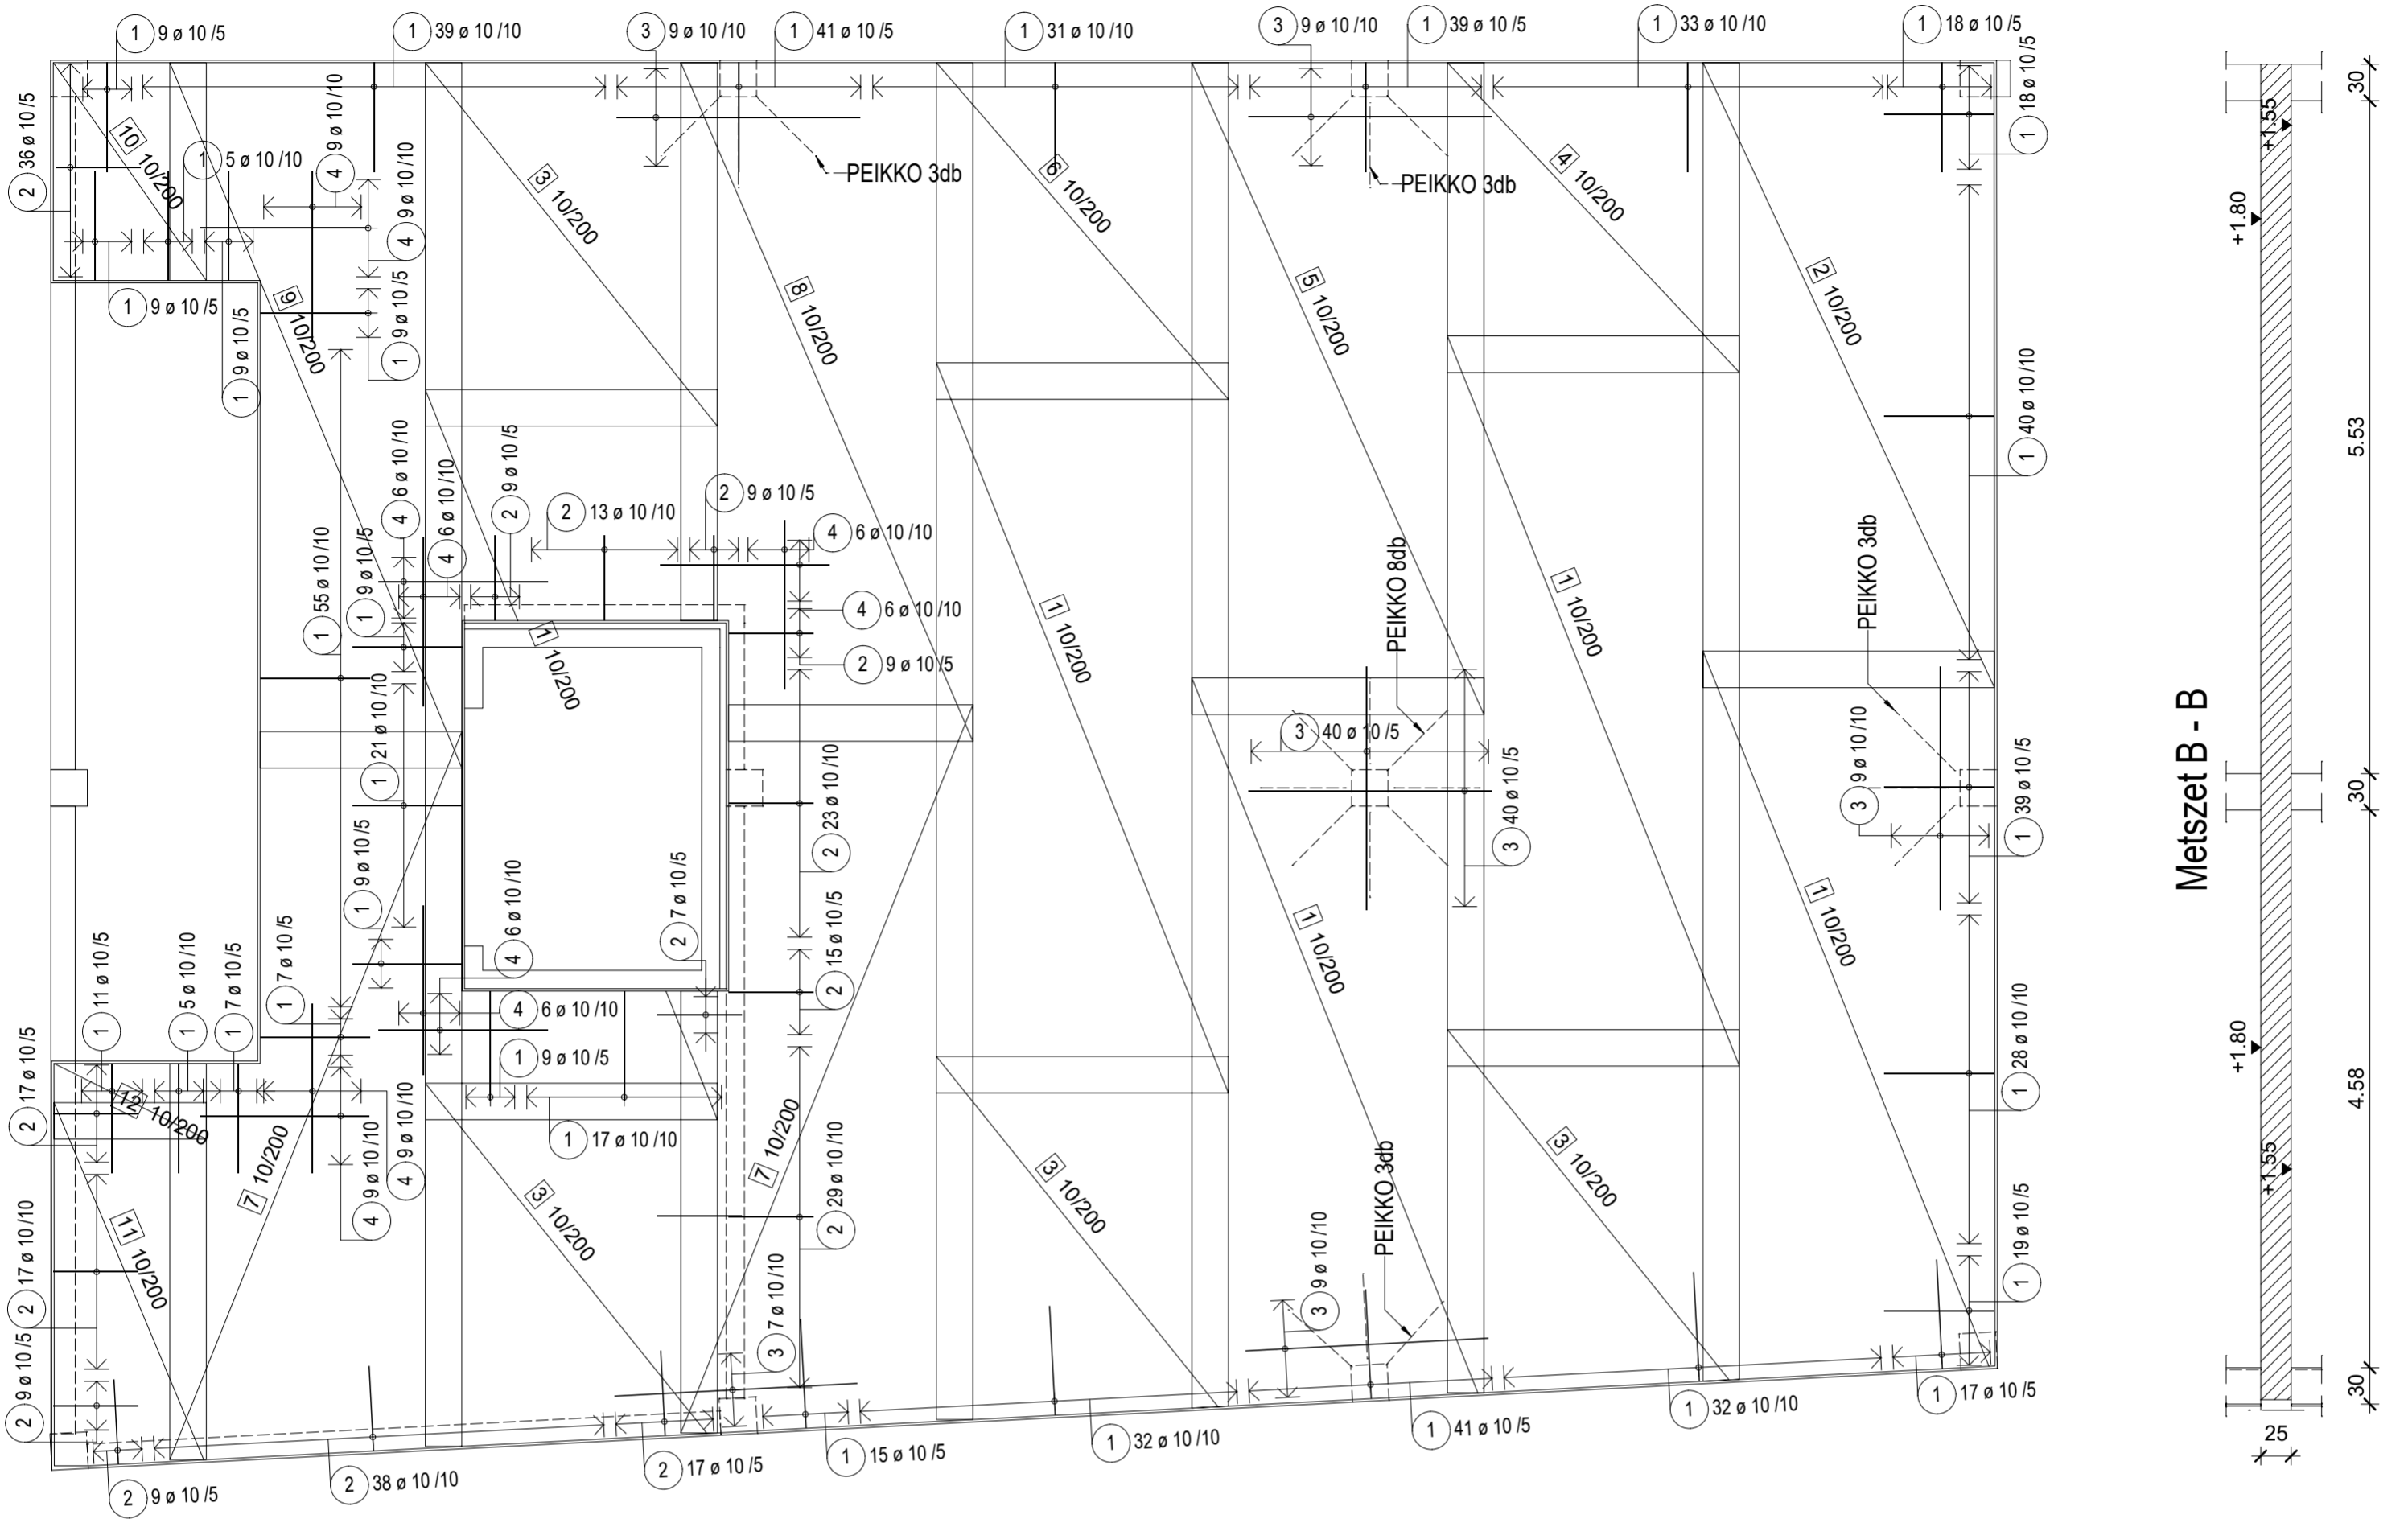 1 9 ø 10 /5
1 39 ø 10 /10
3 9 ø 10 /10
1 41 ø 10 /5
1 31 ø 10 /10
3 9 ø 10 /10
1 39 ø 10 /5
1 33 ø 10 /10
1 18 ø 10 /5
1 18 ø 10 /5
2 36 ø 10 /5
10 10/200
1 5 ø 10 /10
4 9 ø 10 /10
4 9 ø 10 /10
1 9 ø 10 /5
1 9 ø 10 /5
1 9 ø 10 /5
9 10/200
3 10/200
PEIKKO 3db
8 10/200
6 10/200
PEIKKO 3db
5 10/200
4 10/200
2 10/200
1 40 ø 10 /10
4 6 ø 10 /10
4 6 ø 10 /10
2 9 ø 10 /5
2 13 ø 10 /10
2 9 ø 10 /5
4 6 ø 10 /10
4 6 ø 10 /10
2 9 ø 10 /5
1 55 ø 10 /10
1 9 ø 10 /5
1 10/200
1 10/200
PEIKKO 8db
1 10/200
PEIKKO 3db
1 21 ø 10 /10
2 23 ø 10 /10
3 40 ø 10 /5
3 40 ø 10 /5
3 9 ø 10 /10
1 39 ø 10 /5
1 9 ø 10 /5
4 6 ø 10 /10
2 7 ø 10 /5
2 15 ø 10 /5
1 10/200
1 10/200
1 11 ø 10 /5
1 5 ø 10 /10
1 7 ø 10 /5
1 7 ø 10 /5
4 6 ø 10 /10
1 9 ø 10 /5
1 17 ø 10 /10
1 28 ø 10 /10
2 17 ø 10 /5
12 10/200
4 9 ø 10 /10
4 9 ø 10 /10
7 10/200
7 10/200
3 10/200
3 10/200
3 10/200
2 29 ø 10 /10
PEIKKO 3db
2 17 ø 10 /10
11 10/200
3 7 ø 10 /10
3 9 ø 10 /10
1 19 ø 10 /5
2 9 ø 10 /5
2 9 ø 10 /5
2 38 ø 10 /10
2 17 ø 10 /5
1 15 ø 10 /5
1 32 ø 10 /10
1 41 ø 10 /5
1 32 ø 10 /10
1 17 ø 10 /5
Metszet B - B
+1.55
+1.80
+1.80
+1.55
30
5.53
30
4.58
30
25